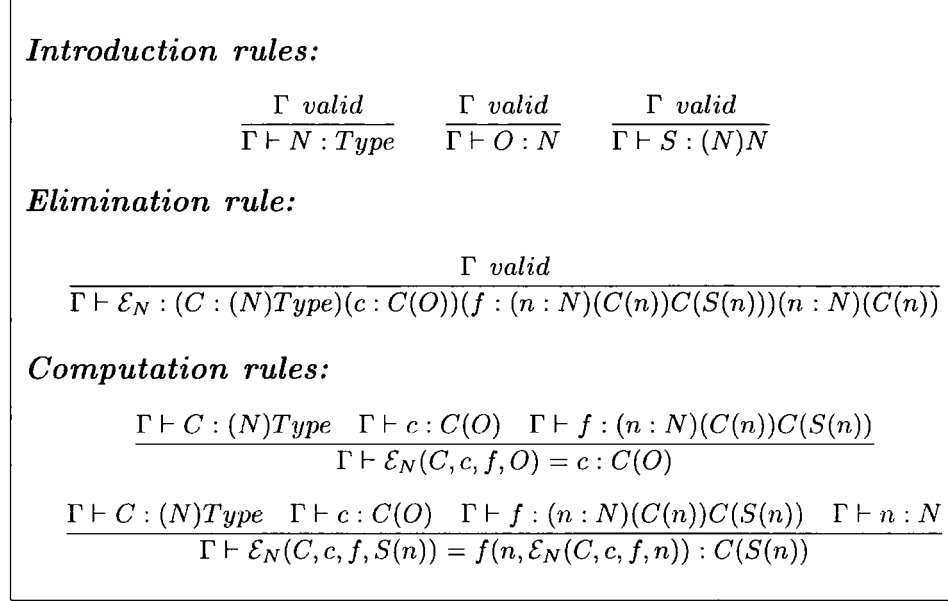 Introduction rules:
Γ valid   Γ valid   Γ valid
Γ ⊢ N : Type   Γ ⊢ O : N   Γ ⊢ S : (N)N
Elimination rule:
Γ valid
Γ ⊢ ℰ_N : (C : (N)Type)(c : C(O))(f : (n : N)(C(n))C(S(n)))(n : N)(C(n))
Computation rules:
Γ ⊢ C : (N)Type   Γ ⊢ c : C(O)   Γ ⊢ f : (n : N)(C(n))C(S(n))
Γ ⊢ ℰ_N(C, c, f, O) = c : C(O)
Γ ⊢ C : (N)Type   Γ ⊢ c : C(O)   Γ ⊢ f : (n : N)(C(n))C(S(n))   Γ ⊢ n : N
Γ ⊢ ℰ_N(C, c, f, S(n)) = f(n, ℰ_N(C, c, f, n)) : C(S(n))